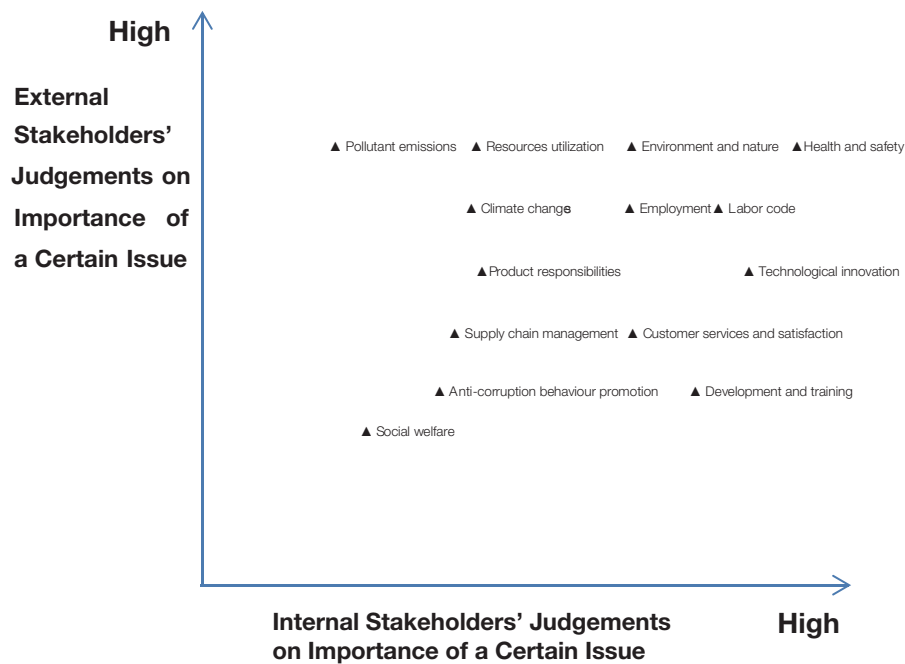 High
External
Stakeholders’
Judgements on
Importance of
a Certain Issue
▲ Pollutant emissions ▲ Resources utilization ▲ Environment and nature ▲Health and safety
▲ Climate changes ▲ Employment ▲ Labor code
▲Product responsibilities ▲ Technological innovation
▲ Supply chain management ▲ Customer services and satisfaction
▲ Anti-corruption behaviour promotion ▲ Development and training
▲ Social welfare
Internal Stakeholders’ Judgements
on Importance of a Certain Issue
High